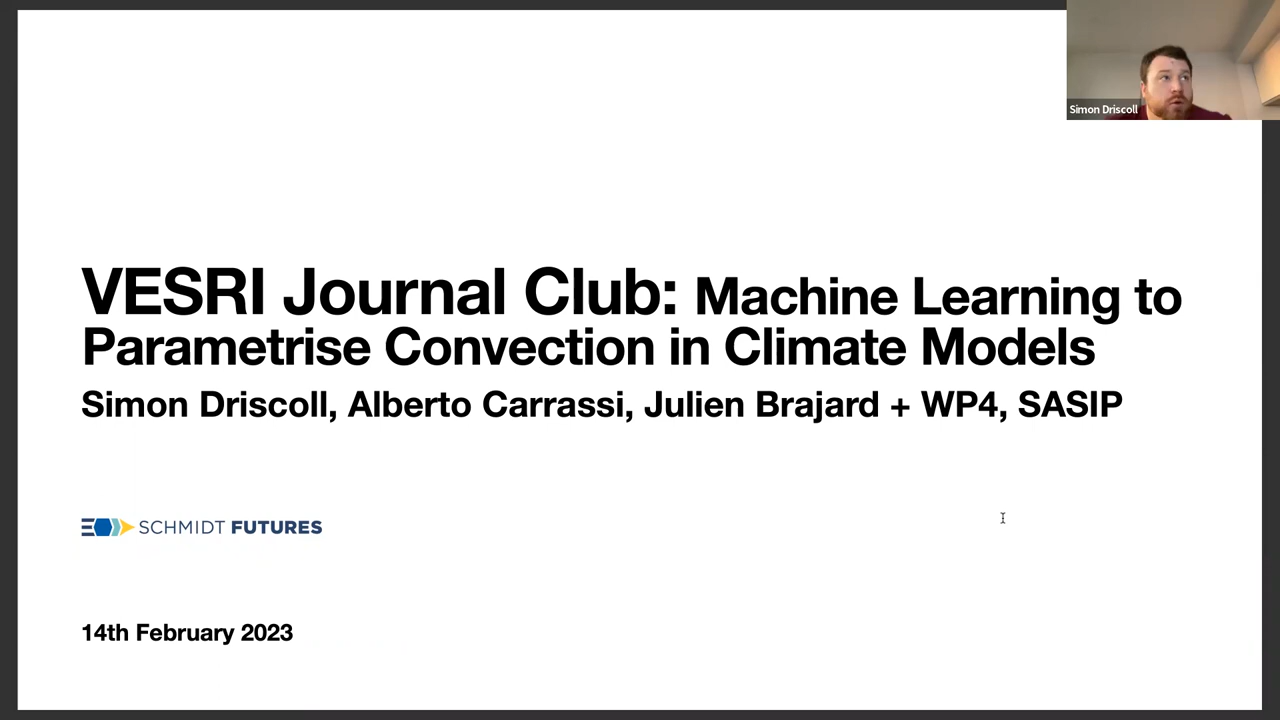 Simon Driscoll
VESRI Journal Club: Machine Learning to
Parametrise Convection in Climate Models
Simon Driscoll, Alberto Carrassi, Julien Brajard + WP4, SASIP
SCHMIDT FUTURES
14th February 2023